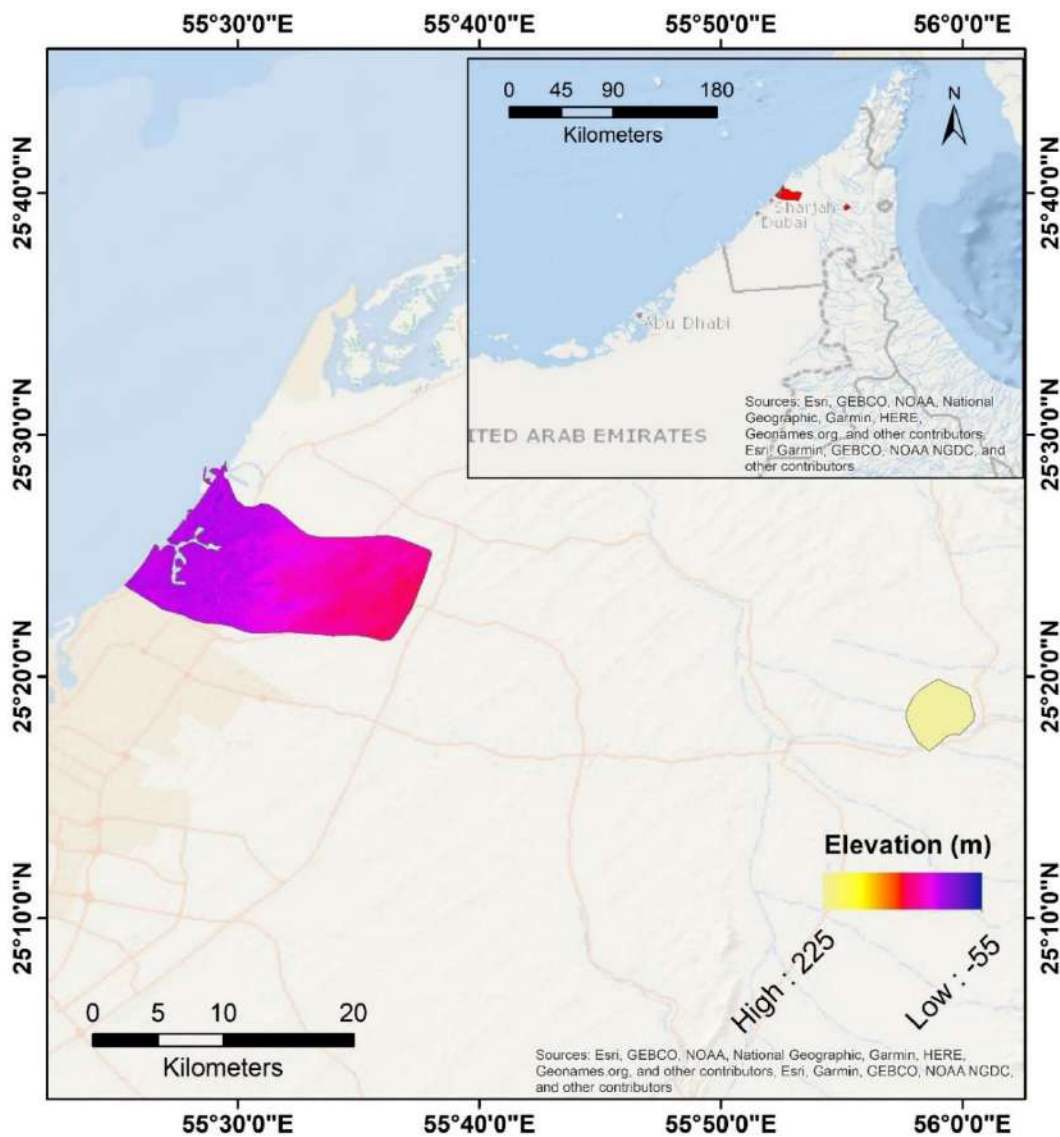 55°30'0"E 55°40'0"E 55°50'0"E 56°0'0"E
0 45 90 180
Kilometers
N
25°40'0"N 25°40'0"N
Sharjah
Dubai
Abu Dhabi
Sources: Esri, GEBCO, NOAA, National
Geographic, Garmin, HERE,
Geonames.org, and other contributors,
Esri, Garmin, GEBCO, NOAA NGDC, and
other contributors
ITED ARAB EMIRATES
25°30'0"N 25°30'0"N
25°20'0"N 25°20'0"N
Elevation (m)
25°10'0"N 25°10'0"N
High : 225
Low : -55
0 5 10 20
Kilometers
Sources: Esri, GEBCO, NOAA, National Geographic, Garmin, HERE,
Geonames.org, and other contributors, Esri, Garmin, GEBCO, NOAA NGDC,
and other contributors
55°30'0"E 55°40'0"E 55°50'0"E 56°0'0"E